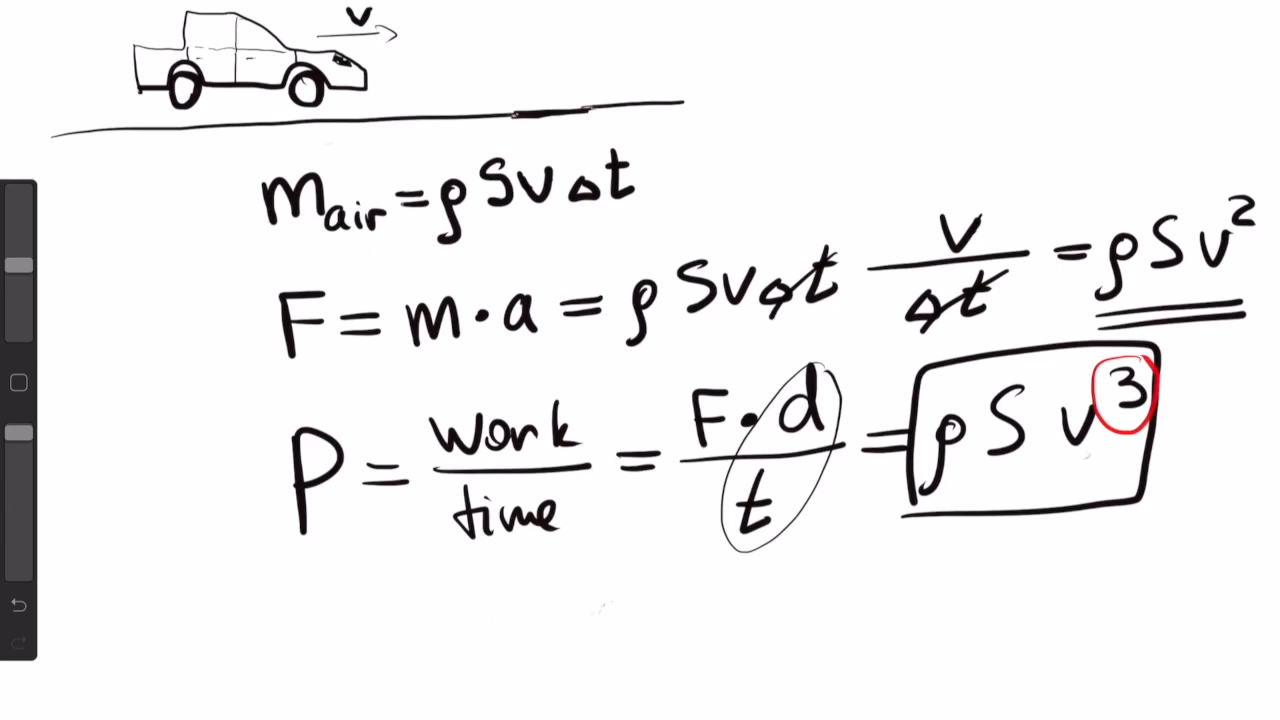 v
m_air = ρSvΔt
F = m · a = ρSvΔt v/Δt = ρSv²
P = work/time = F·d/t = ρSv³